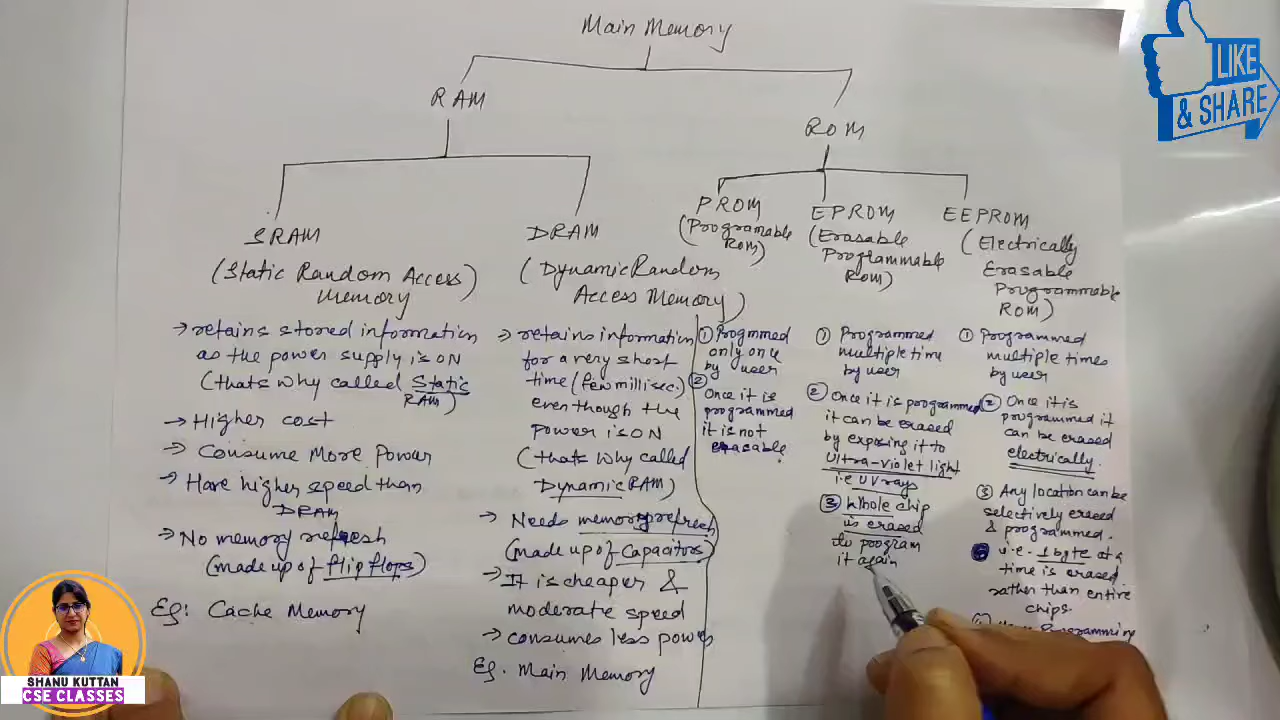 Main Memory
RAM
ROM
SRAM
(Static Random Access)
Memory
DRAM
(Dynamic Random
Access Memory)
PROM
(Programable
ROM)
EPROM
(Erasable
Programmable
ROM)
EEPROM
(Electrically
Erasable
Programmable
ROM)
→ retains stored information
as the power supply is ON
(thats why called Static
RAM)
→ Higher cost
→ Consume More Power
→ Have higher speed than
DRAM
→ No memory refresh
(made up of flip flops)
Eg: Cache Memory
→ retains information
for a very short
time (few millisec.)
even though the
power is ON
(thats why called
Dynamic RAM)
→ Needs memory refresh
(made up of Capacitors)
→ It is cheaper &
moderate speed
→ consumes less power
Eg. Main Memory
① Progmmed
only once
by user
② Once it is
programmed
it is not
erasable.
① Programmed
multiple time
by user
② Once it is programmed
it can be erased
by exposing it to
Ultra-violet light
i.e UV rays
③ Whole chip
is erased
to program
it again
① Programmed
multiple times
by user
② Once it is
programmed it
can be erased
electrically.
③ Any location can be
selectively erased
& programmed.
i.e. 1 byte at a
time is erased
rather than entire
chips.
Programming
LIKE
& SHARE
SHANU KUTTAN
CSE CLASSES